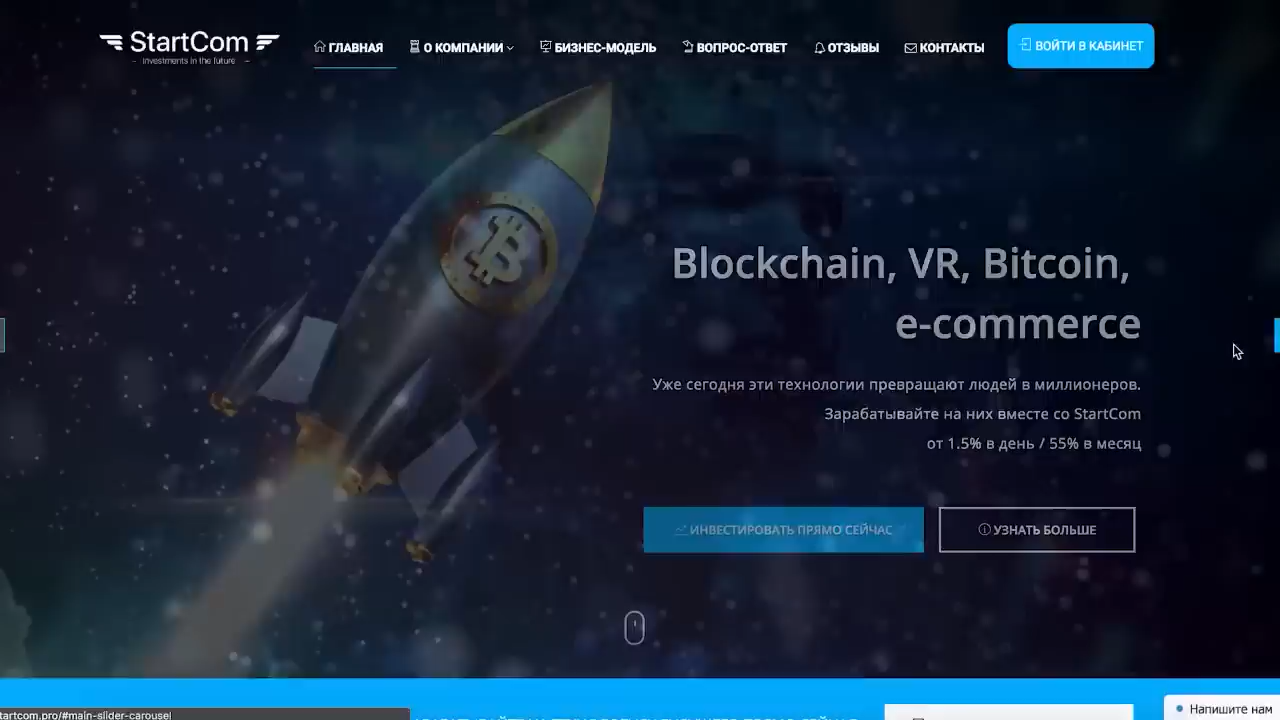 StartCom
investments in the future
ГЛАВНАЯ
О КОМПАНИИ
БИЗНЕС-МОДЕЛЬ
ВОПРОС-ОТВЕТ
ОТЗЫВЫ
КОНТАКТЫ
ВОЙТИ В КАБИНЕТ
Blockchain, VR, Bitcoin,
e-commerce
Уже сегодня эти технологии превращают людей в миллионеров.
Зарабатывайте на них вместе со StartCom
от 1.5% в день / 55% в месяц
ИНВЕСТИРОВАТЬ ПРЯМО СЕЙЧАС
УЗНАТЬ БОЛЬШЕ
tartcom.pro/#main-slider-carousel
Напишите нам